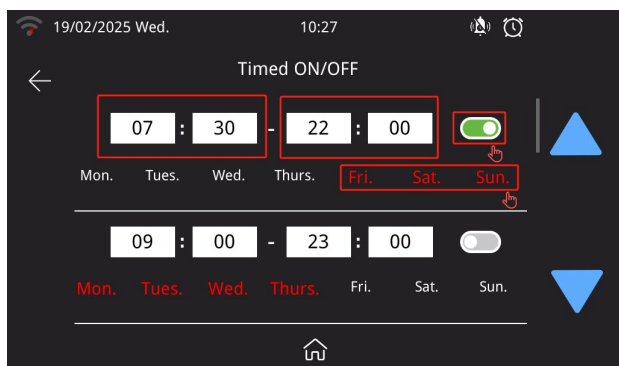 19/02/2025 Wed. 10:27
Timed ON/OFF
07 : 30 - 22 : 00
Mon. Tues. Wed. Thurs. Fri. Sat. Sun.
09 : 00 - 23 : 00
Mon. Tues. Wed. Thurs. Fri. Sat. Sun.